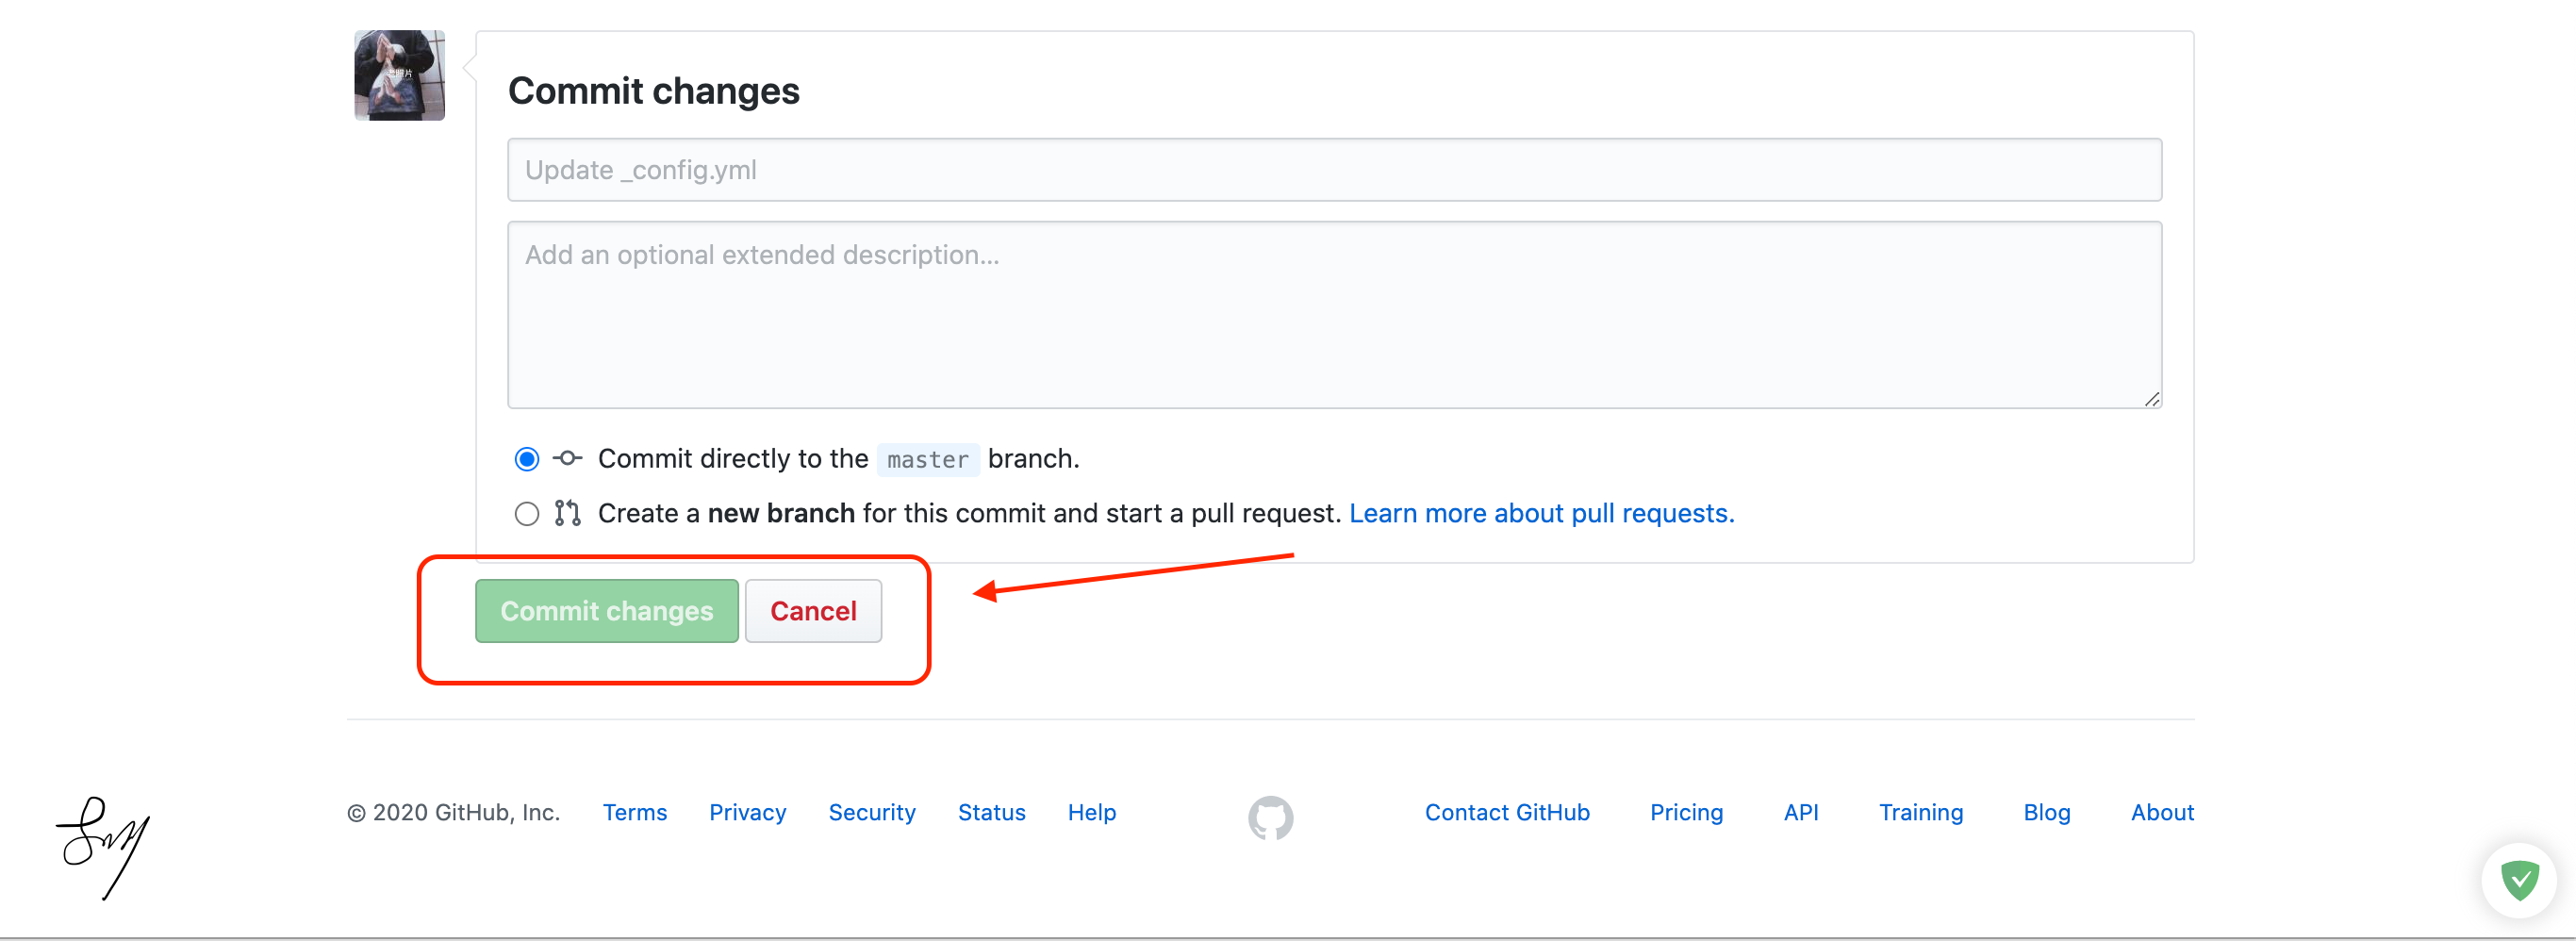 Commit changes
Update _config.yml
Add an optional extended description...
Commit directly to the master branch.
Create a new branch for this commit and start a pull request. Learn more about pull requests.
Commit changes Cancel
© 2020 GitHub, Inc. Terms Privacy Security Status Help Contact GitHub Pricing API Training Blog About